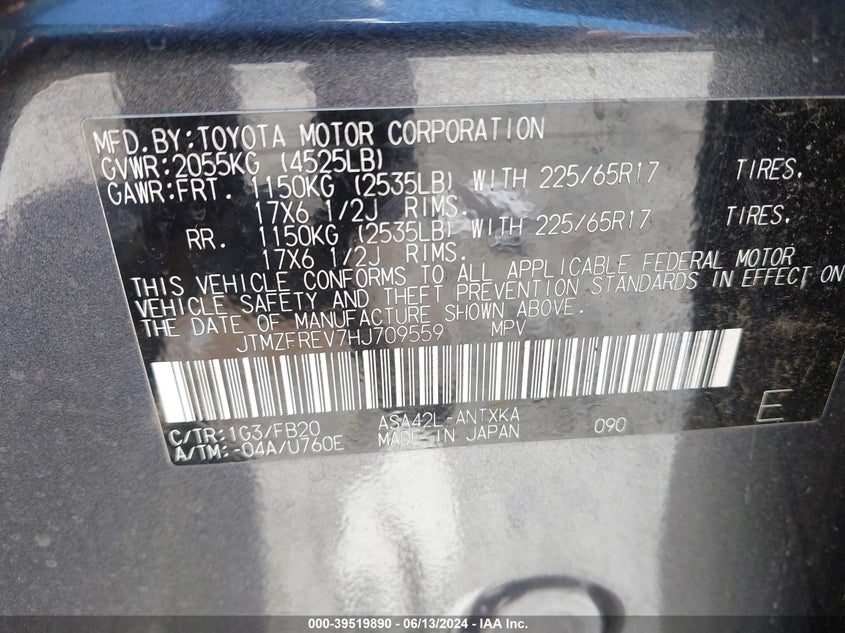 MFD.BY:TOYOTA MOTOR CORPORATION
GVWR:2055KG (4525LB)
GAWR:FRT. 1150KG (2535LB) WITH 225/65R17 TIRES,
17X6 1/2J RIMS.
RR. 1150KG (2535LB) WITH 225/65R17 TIRES,
17X6 1/2J RIMS.
THIS VEHICLE CONFORMS TO ALL APPLICABLE FEDERAL MOTOR
VEHICLE SAFETY AND THEFT PREVENTION STANDARDS IN EFFECT ON
THE DATE OF MANUFACTURE SHOWN ABOVE.
JTMZFREV7HJ709559 MPV
C/TR:1G3/FB20 ASA42L-ANTXKA
A/TM:-04A/U760E MADE IN JAPAN 090 E
000-39519890 - 06/13/2024 - IAA Inc.